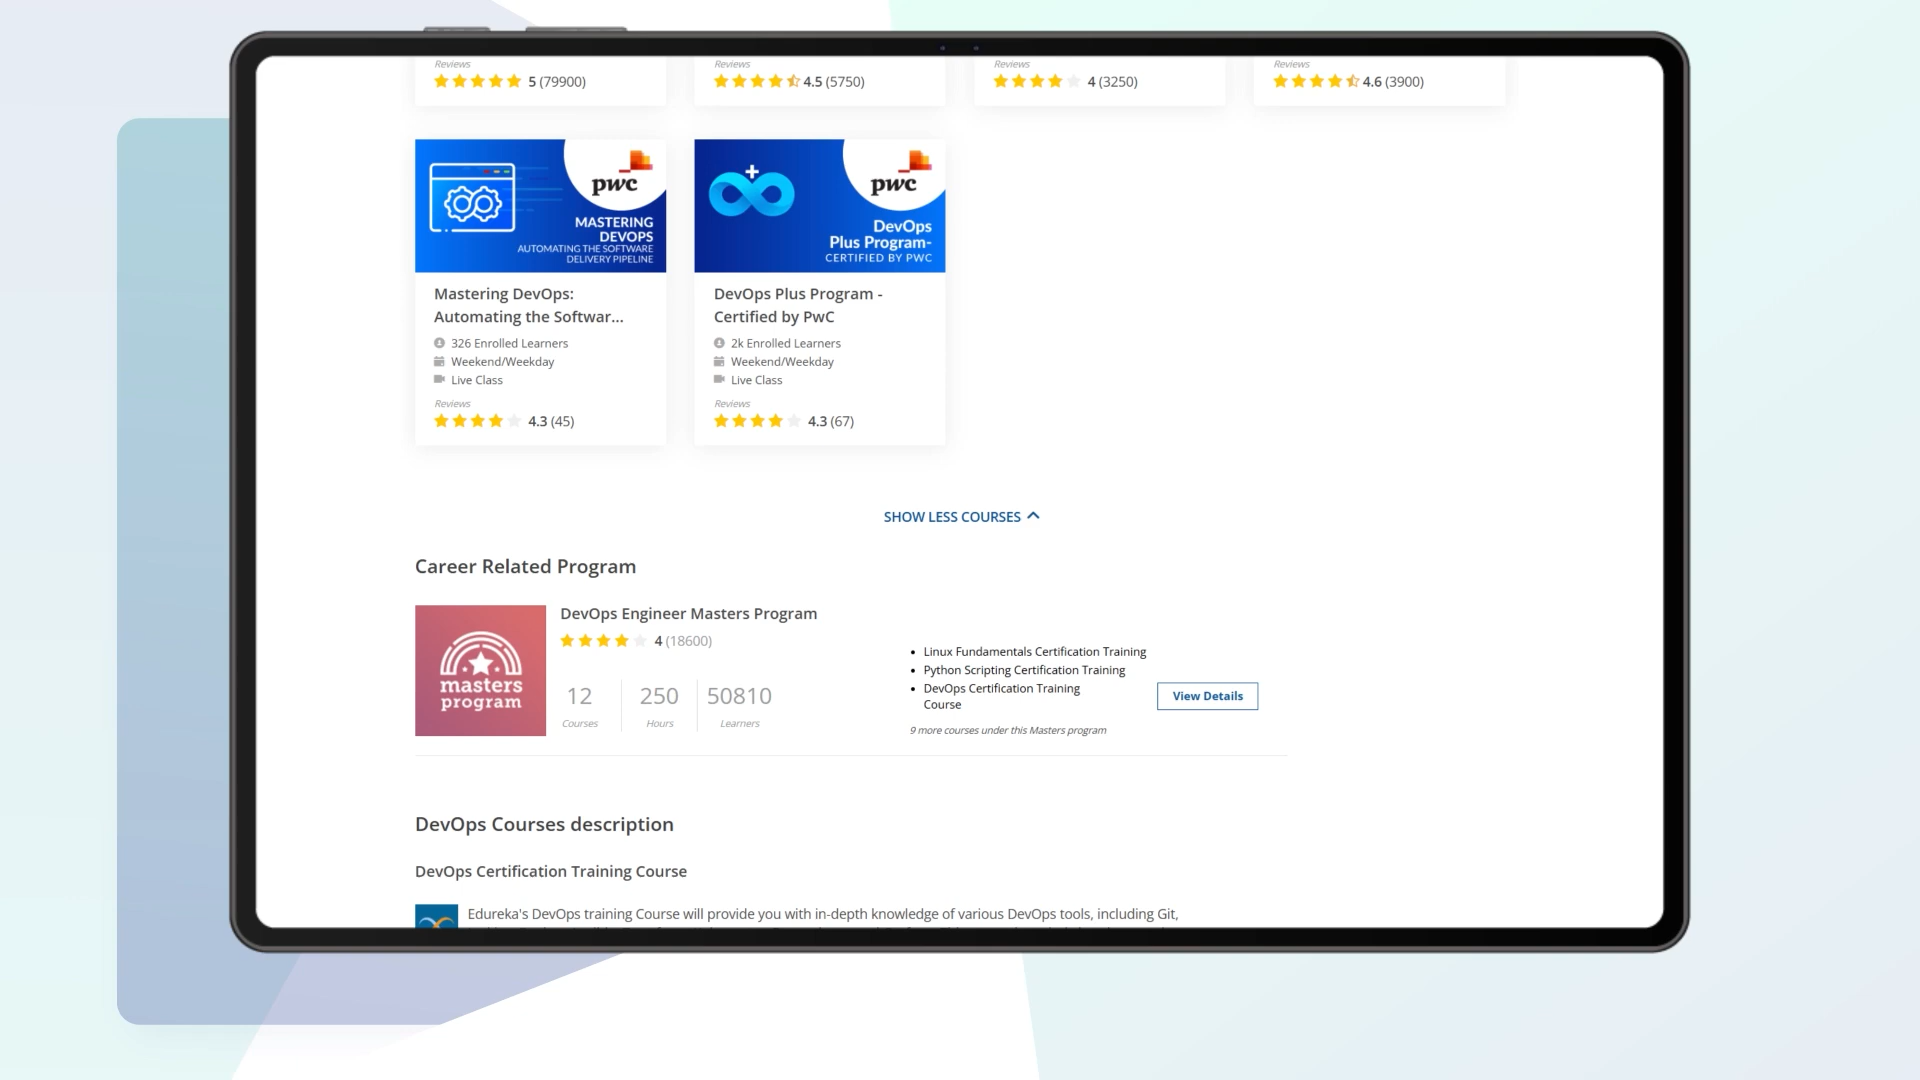 Reviews
5 (79900)
Reviews
4.5 (5750)
Reviews
4 (3250)
Reviews
4.6 (3900)
pwc
MASTERING
DEVOPS
AUTOMATING THE SOFTWARE
DELIVERY PIPELINE
Mastering DevOps:
Automating the Softwar...
326 Enrolled Learners
Weekend/Weekday
Live Class
Reviews
4.3 (45)
pwc
DevOps
Plus Program-
CERTIFIED BY PWC
DevOps Plus Program -
Certified by PwC
2k Enrolled Learners
Weekend/Weekday
Live Class
Reviews
4.3 (67)
SHOW LESS COURSES
Career Related Program
masters
program
DevOps Engineer Masters Program
4 (18600)
12
Courses
250
Hours
50810
Learners
• Linux Fundamentals Certification Training
• Python Scripting Certification Training
• DevOps Certification Training
Course
9 more courses under this Masters program
View Details
DevOps Courses description
DevOps Certification Training Course
Edureka's DevOps training Course will provide you with in-depth knowledge of various DevOps tools, including Git,